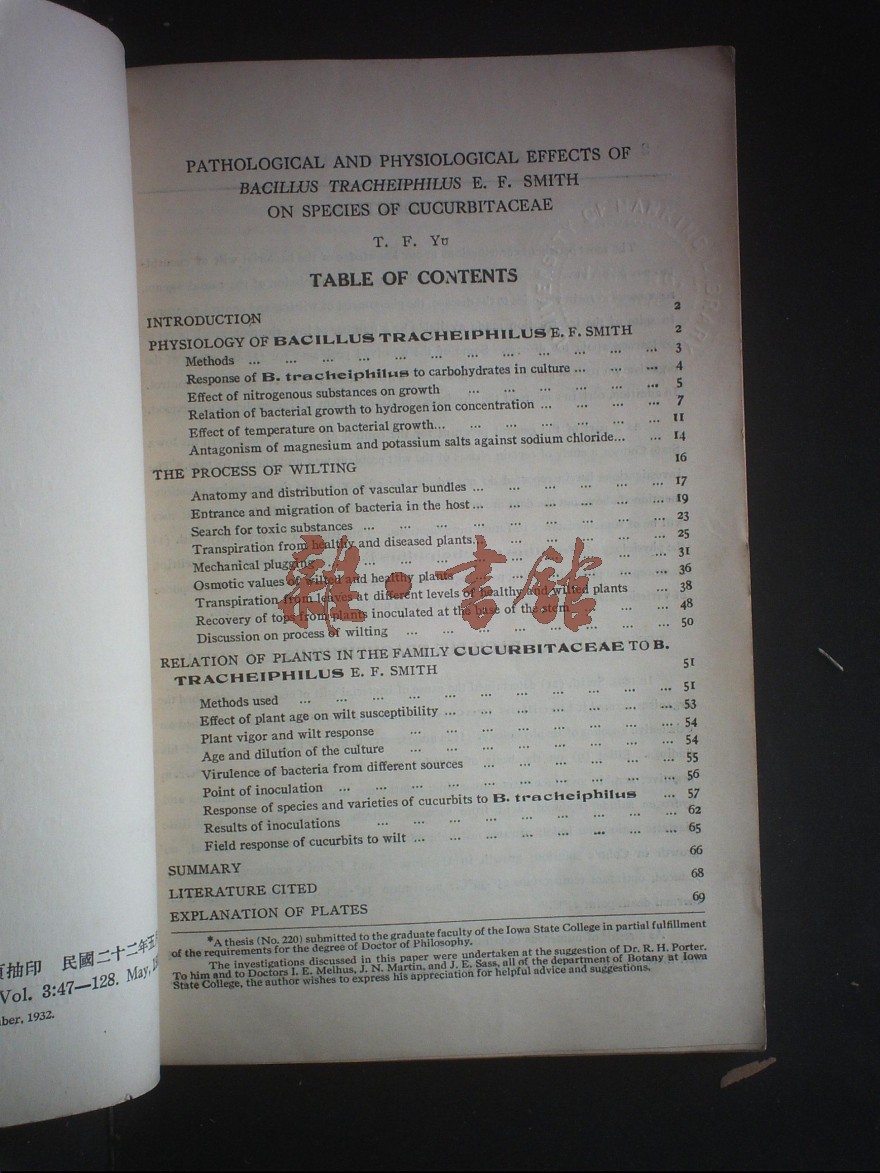 PATHOLOGICAL AND PHYSIOLOGICAL EFFECTS OF
BACILLUS TRACHEIPHILUS E. F. SMITH
ON SPECIES OF CUCURBITACEAE
T. F. YU
TABLE OF CONTENTS
INTRODUCTION 2
PHYSIOLOGY OF BACILLUS TRACHEIPHILUS E. F. SMITH 2
Methods ... ... ... ... ... ... ... ... ... ... ... ... 3
Response of B. tracheiphilus to carbohydrates in culture ... ... ... 4
Effect of nitrogenous substances on growth ... ... ... ... ... ... 5
Relation of bacterial growth to hydrogen ion concentration ... ... ... ... 7
Effect of temperature on bacterial growth... ... ... ... ... ... ... 11
Antagonism of magnesium and potassium salts against sodium chloride... ... 14
THE PROCESS OF WILTING 16
Anatomy and distribution of vascular bundles ... ... ... ... ... ... 17
Entrance and migration of bacteria in the host ... ... ... ... ... ... 19
Search for toxic substances ... ... ... ... ... ... ... ... ... 23
Transpiration from healthy and diseased plants... ... ... ... ... ... 25
Mechanical plugging ... ... ... ... ... ... ... ... ... 31
Osmotic values of wilted and healthy plants ... ... ... ... ... ... 36
Transpiration from leaves at different levels of healthy and wilted plants ... 38
Recovery of tops from plants inoculated at the base of the stem ... ... ... 48
Discussion on process of wilting ... ... ... ... ... ... ... ... 50
RELATION OF PLANTS IN THE FAMILY CUCURBITACEAE TO B.
TRACHEIPHILUS E. F. SMITH 51
Methods used ... ... ... ... ... ... ... ... ... ... ... 51
Effect of plant age on wilt susceptibility ... ... ... ... ... ... ... 53
Plant vigor and wilt response ... ... ... ... ... ... ... ... 54
Age and dilution of the culture ... ... ... ... ... ... ... ... 54
Virulence of bacteria from different sources ... ... ... ... ... ... 55
Point of inoculation ... ... ... ... ... ... ... ... ... ... 56
Response of species and varieties of cucurbits to B. tracheiphilus ... 57
Results of inoculations ... ... ... ... ... ... ... ... ... 62
Field response of cucurbits to wilt ... ... ... ... ... ... ... ... 65
SUMMARY 66
LITERATURE CITED 68
EXPLANATION OF PLATES 69
*A thesis (No. 220) submitted to the graduate faculty of the Iowa State College in partial fulfillment
of the requirements for the degree of Doctor of Philosophy.
The investigations discussed in this paper were undertaken at the suggestion of Dr. R. H. Porter.
To him and to Doctors I. E. Melhus, J. N. Martin, and J. E. Sass, all of the department of Botany at Iowa
State College, the author wishes to express his appreciation for helpful advice and suggestions.
抽印 民國二十二年五
Vol. 3:47—128. May,
ber, 1932.
雜·書館